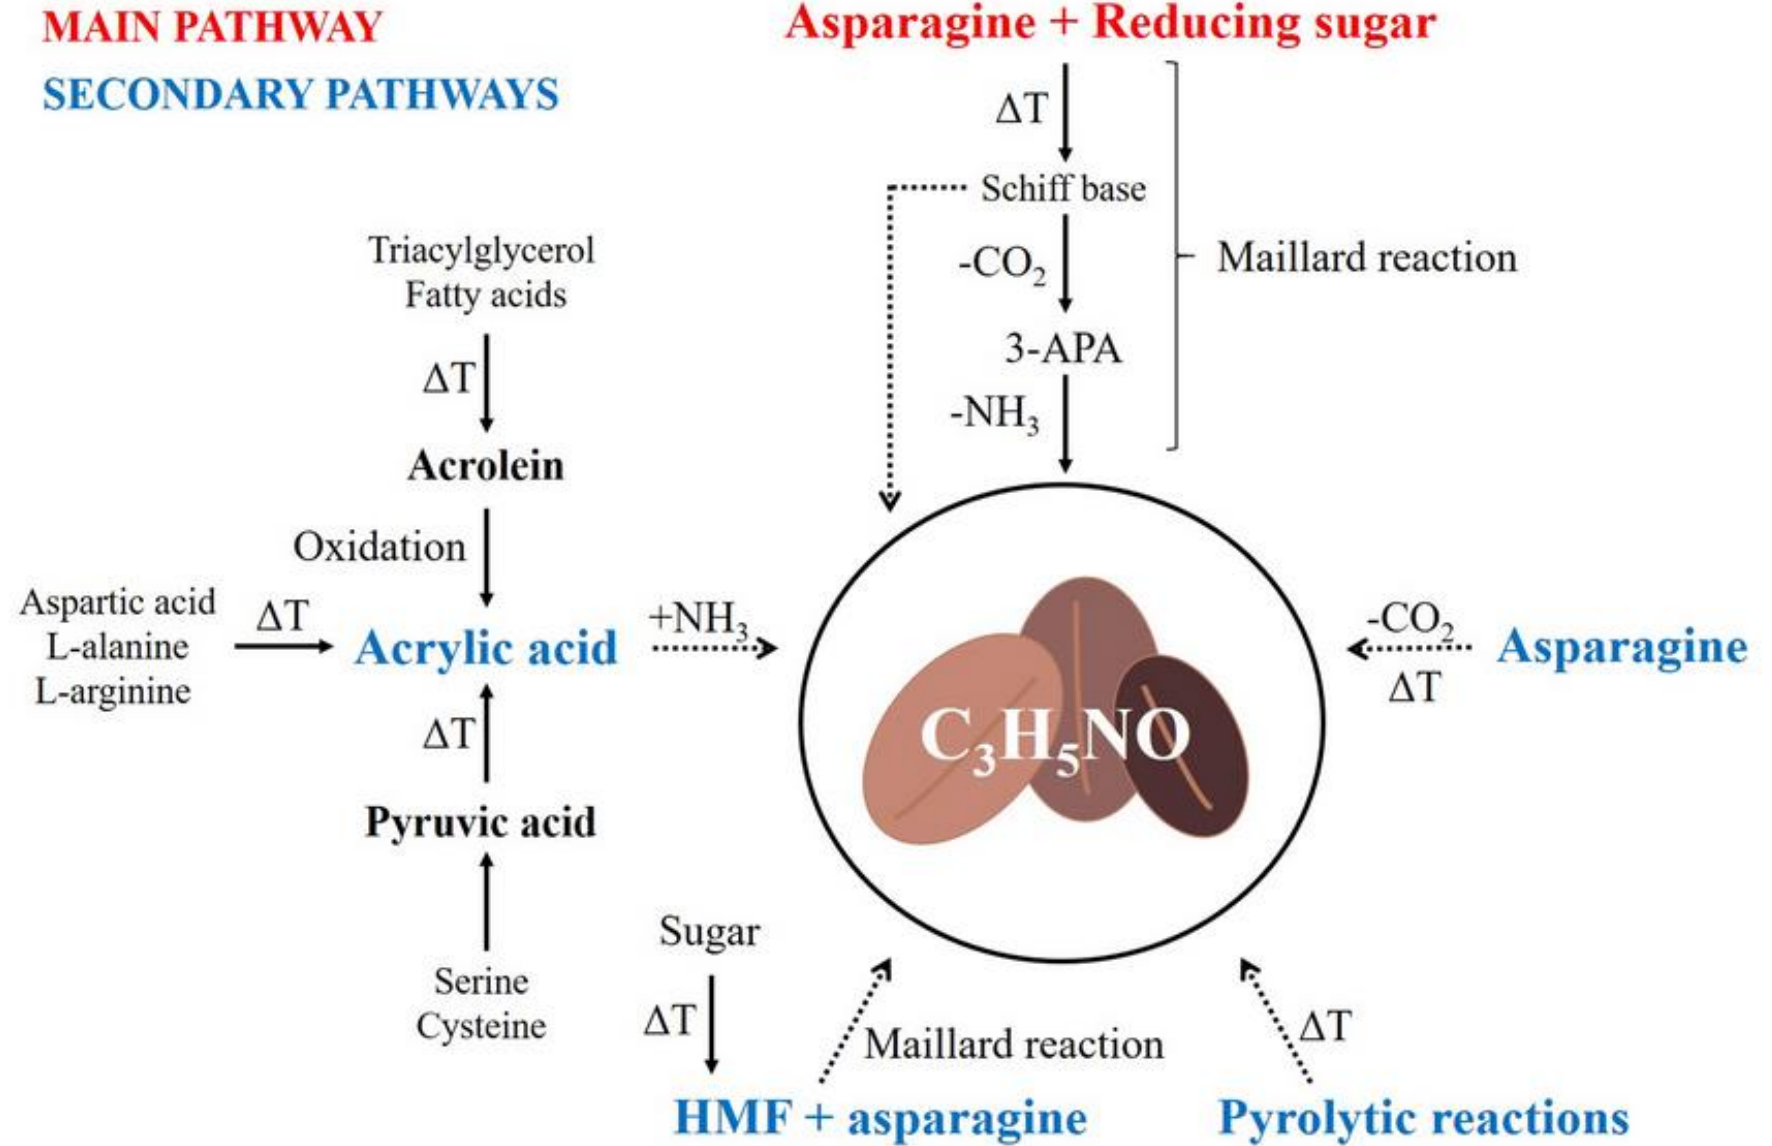 MAIN PATHWAY
SECONDARY PATHWAYS
Asparagine + Reducing sugar
ΔT
Schiff base
-CO₂
3-APA
-NH₃
Maillard reaction
Triacylglycerol
Fatty acids
ΔT
Acrolein
Oxidation
Aspartic acid
L-alanine
L-arginine
ΔT
Acrylic acid
+NH₃
ΔT
Pyruvic acid
Serine
Cysteine
C₃H₅NO
-CO₂
ΔT
Asparagine
Sugar
ΔT
HMF + asparagine
Maillard reaction
ΔT
Pyrolytic reactions